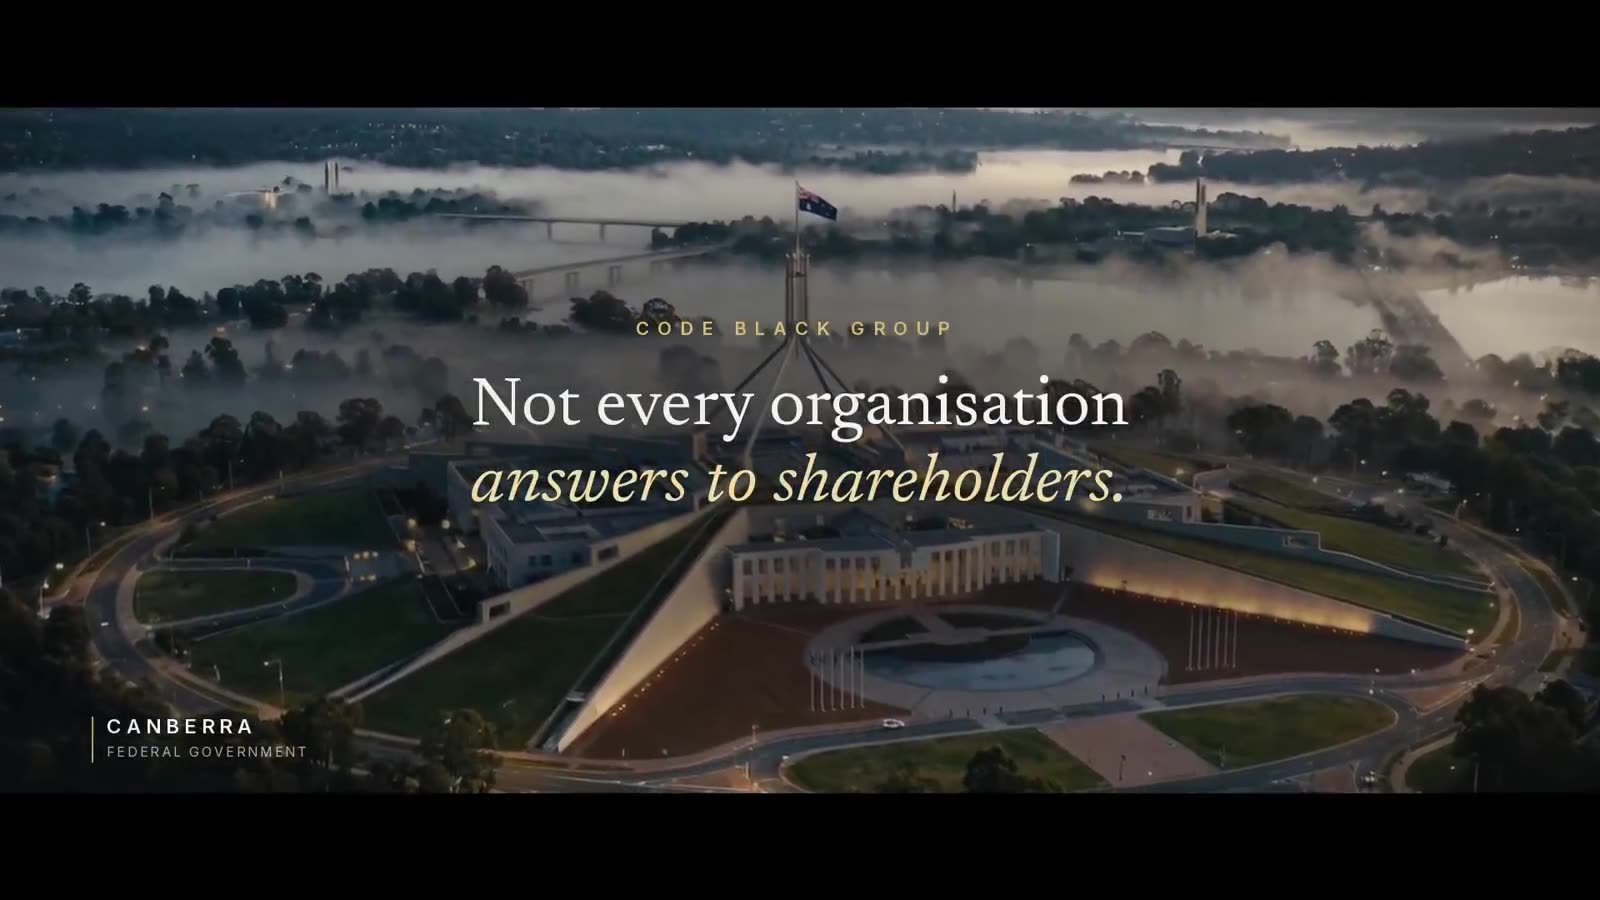 CODE BLACK GROUP
Not every organisation
answers to shareholders.
CANBERRA
FEDERAL GOVERNMENT